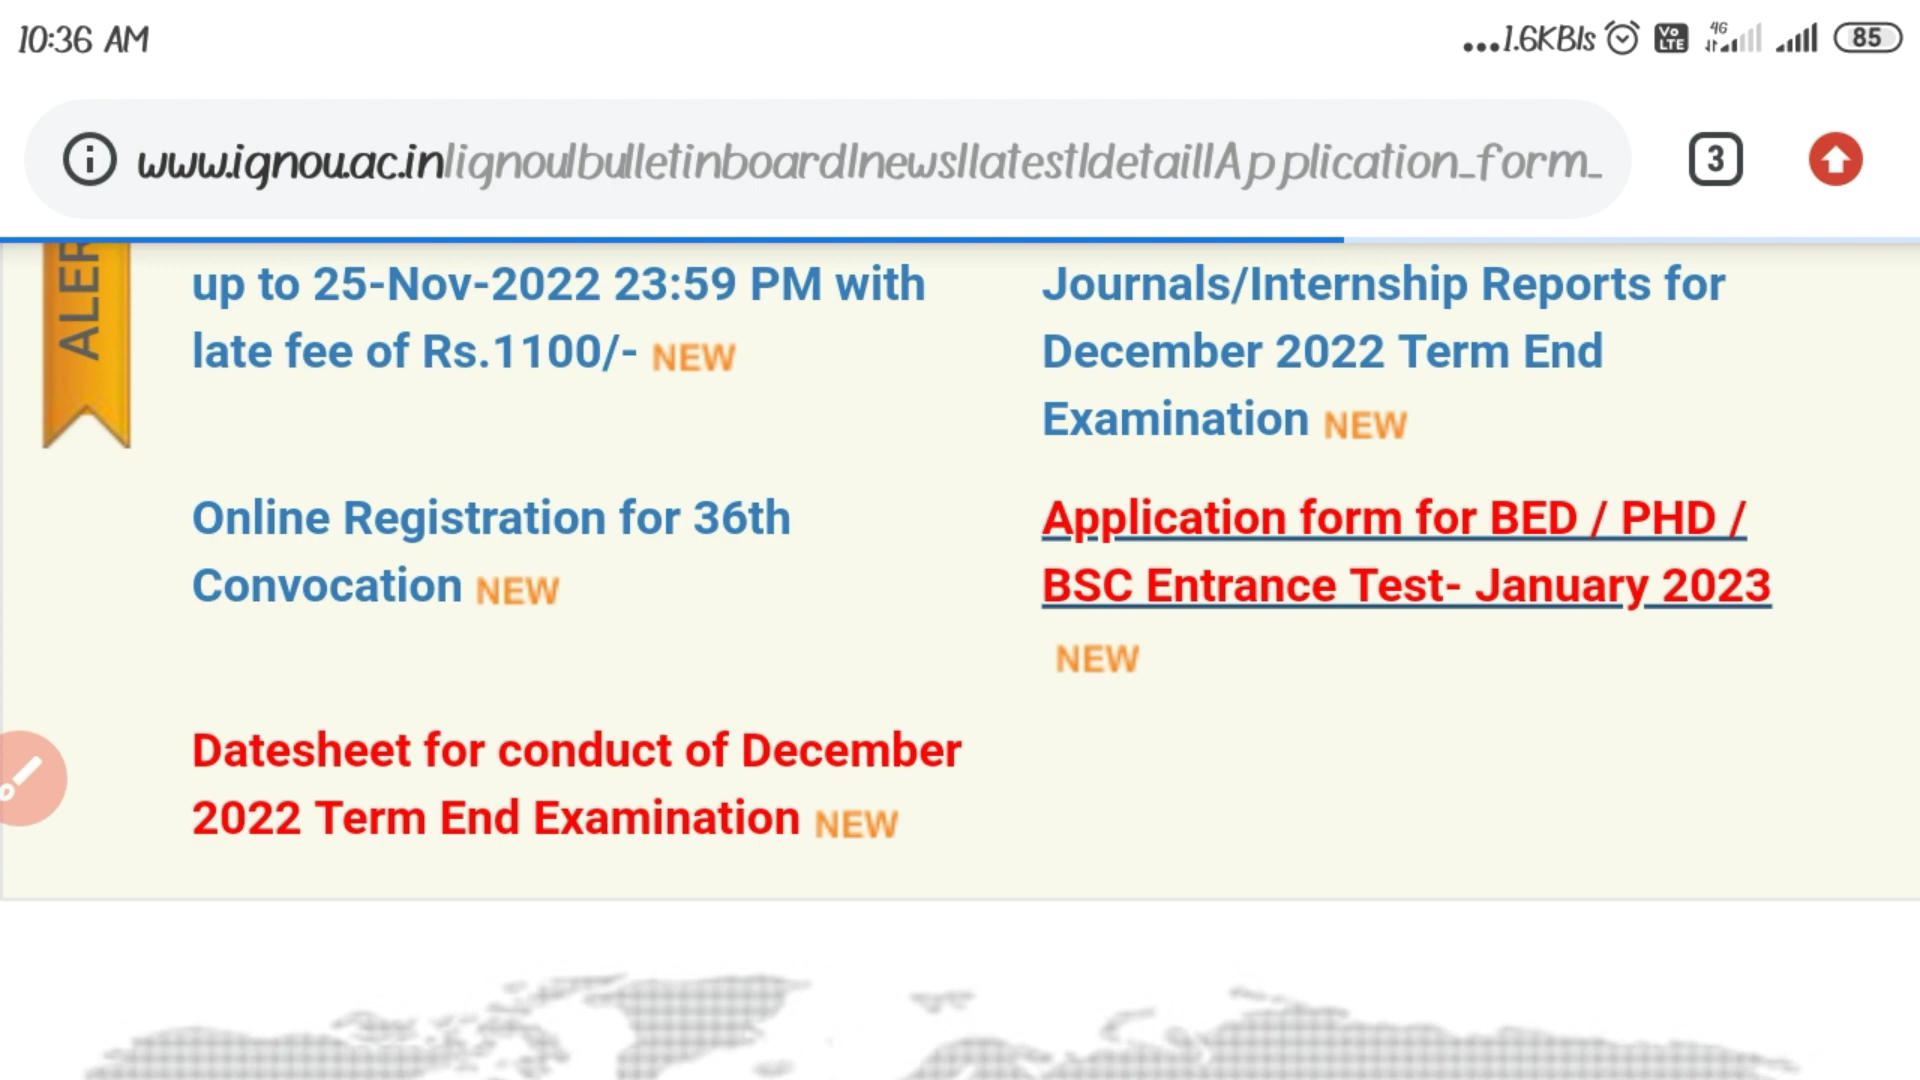 10:36 AM
...1.6KB/s
Vo LTE
4G
85
www.ignou.ac.in/ignou/bulletinboard/news/latest/detail/Application_form_
3
ALER
up to 25-Nov-2022 23:59 PM with
late fee of Rs.1100/- NEW
Journals/Internship Reports for
December 2022 Term End
Examination NEW
Online Registration for 36th
Convocation NEW
Application form for BED / PHD /
BSC Entrance Test- January 2023
NEW
Datesheet for conduct of December
2022 Term End Examination NEW